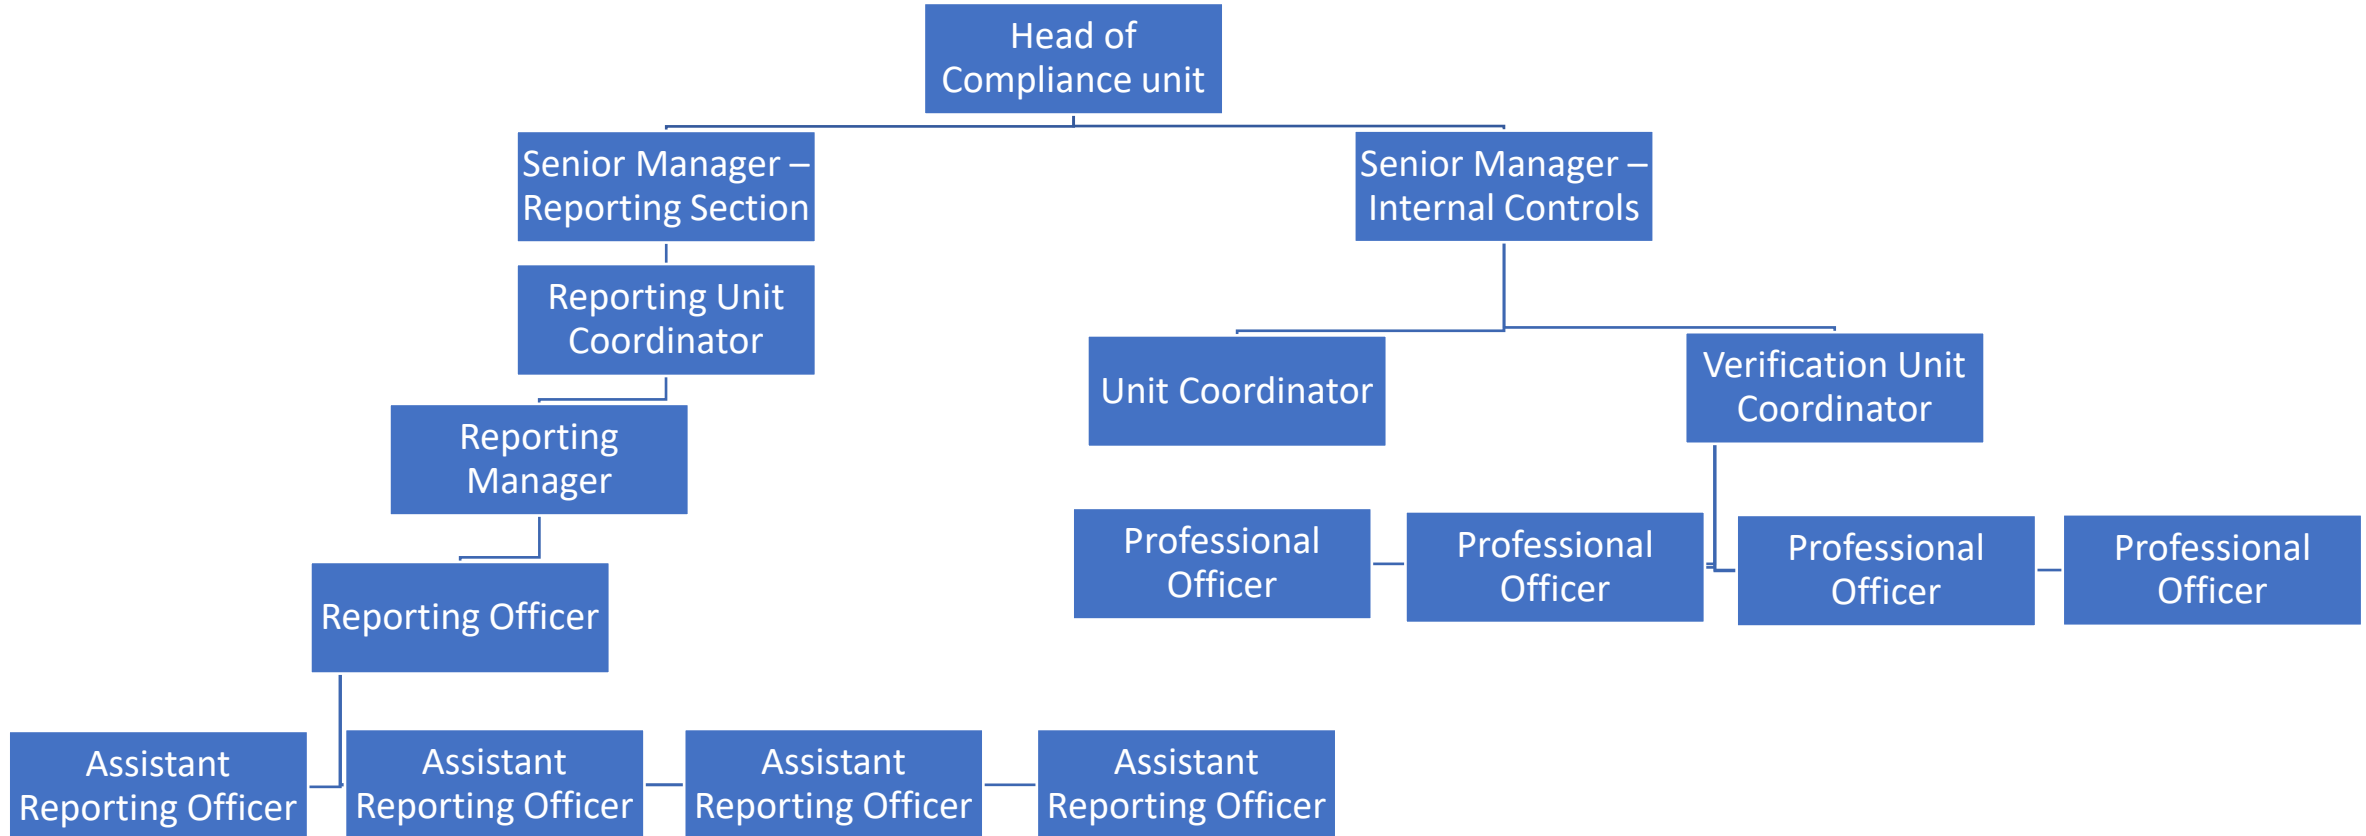 Head of
Compliance unit
Senior Manager –
Reporting Section
Senior Manager –
Internal Controls
Reporting Unit
Coordinator
Unit Coordinator
Verification Unit
Coordinator
Reporting
Manager
Professional
Officer
Professional
Officer
Professional
Officer
Professional
Officer
Reporting Officer
Assistant
Reporting Officer
Assistant
Reporting Officer
Assistant
Reporting Officer
Assistant
Reporting Officer